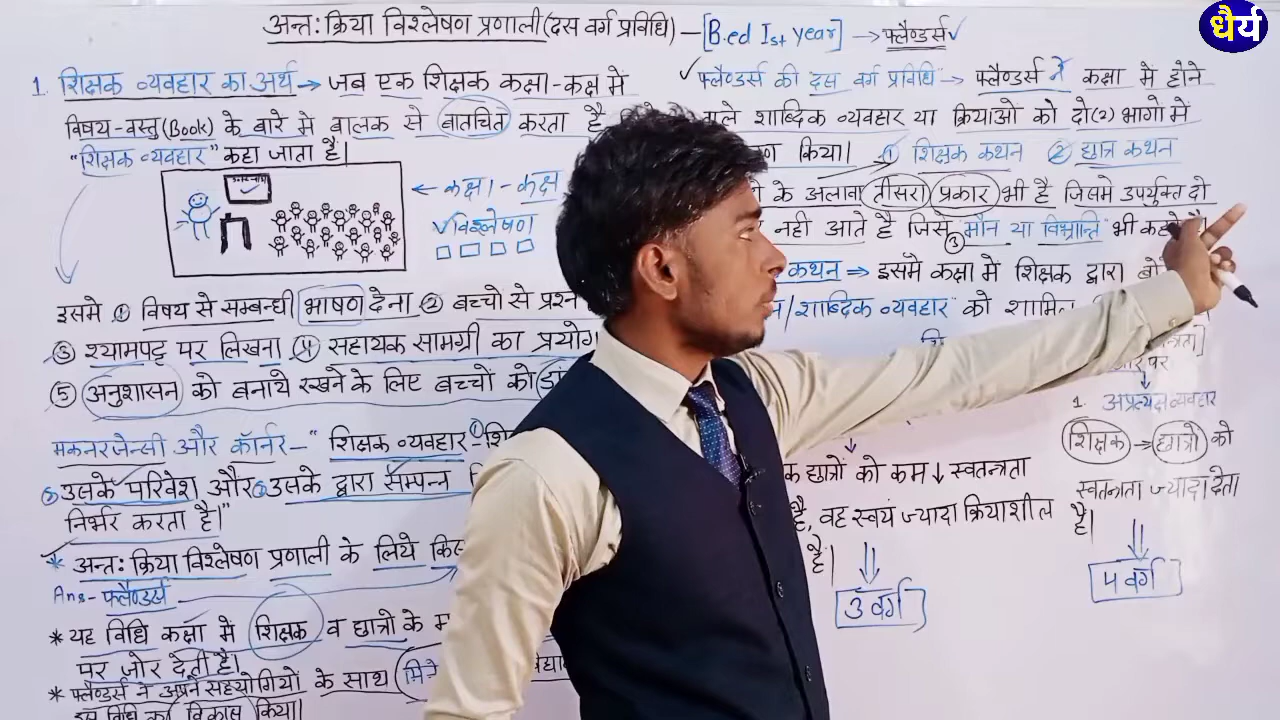 अन्त: क्रिया विश्लेषण प्रणाली (दस वर्ग प्रविधि) – [B.ed Ist year] → फ्लैण्डर्स ✓
धैर्य
1. शिक्षक व्यवहार का अर्थ → जब एक शिक्षक कक्षा-कक्ष में
विषय-वस्तु (Book) के बारे मे बालक से बातचित करता है
"शिक्षक व्यवहार" कहा जाता है।
← कक्षा-कक्ष
✓ विश्लेषण
इसमे ① विषय से सम्बन्धी भाषण देना ② बच्चो से प्रश्न
③ श्यामपट्ट पर लिखना ④ सहायक सामग्री का प्रयोग
⑤ अनुशासन को बनाये रखने के लिए बच्चों को
मकनरजेन्सी और कॉर्नर – " शिक्षक व्यवहार ①
उसके परिवेश और उसके द्वारा सम्पन्न
निर्भर करता है।"
* अन्त: क्रिया विश्लेषण प्रणाली के लिये
Ans - फ्लैण्डर्स
* यह विधि कक्षा मे शिक्षक व छात्रो के
पर जोर देती है।
* फ्लैण्डर्स ने अपने सहयोगियों के साथ
इस विधि का विकास किया।
✓ "फ्लैण्डर्स की दस वर्ग प्रविधि" → फ्लैण्डर्स ने कक्षा में होने
वाले शाब्दिक व्यवहार या क्रियाओ को दो (2) भागो मे
किया। ① शिक्षक कथन ② छात्र कथन
के अलावा तीसरा प्रकार भी है जिसमे उपर्युक्त दो
नही आते है जिसे ③ "मौन या विभ्रान्ति" भी
कथन ⇒ इसमे कक्षा मे शिक्षक द्वारा
/शाब्दिक व्यवहार" को
पर
↓
1. अप्रत्यक्ष व्यवहार
शिक्षक → छात्रो को
स्वतन्त्रता ज्यादा देता
है।
4 वर्ग
↓
छात्रों को कम ↓ स्वतन्त्रता
है, वह स्वयं ज्यादा क्रियाशील
है।
3 वर्ग